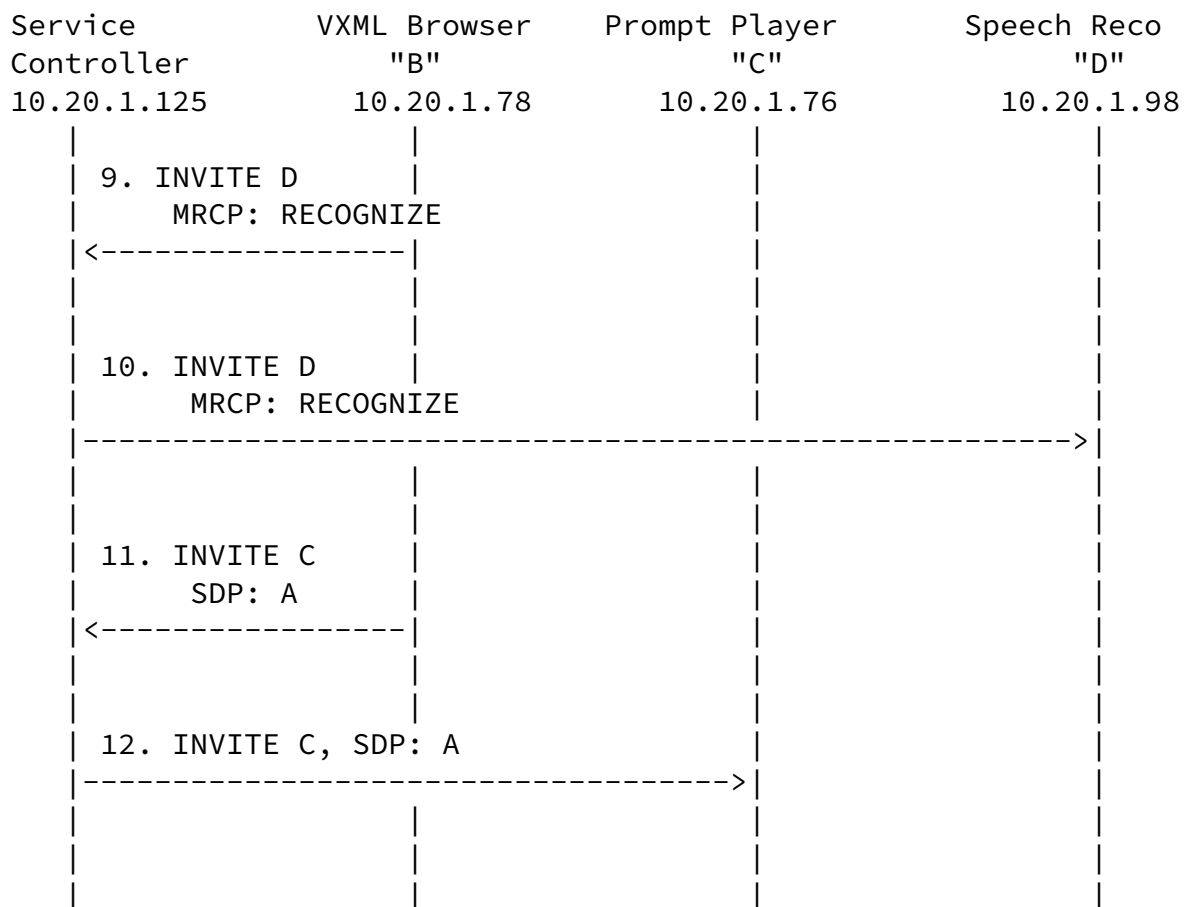 Service           VXML Browser    Prompt Player       Speech Reco
Controller           "B"                "C"                "D"
10.20.1.125        10.20.1.78       10.20.1.76         10.20.1.98
9. INVITE D
MRCP: RECOGNIZE
10. INVITE D
MRCP: RECOGNIZE
11. INVITE C
SDP: A
12. INVITE C, SDP: A